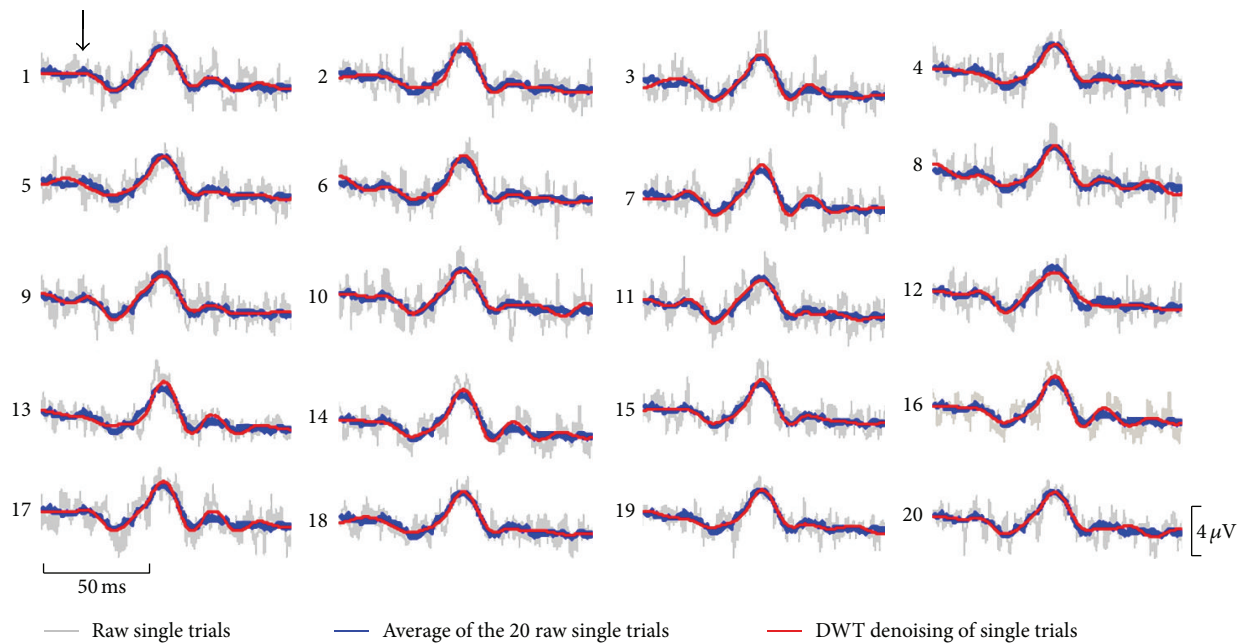 1 2 3 4
5 6 7 8
9 10 11 12
13 14 15 16
17 18 19 20
4 μV
50 ms
Raw single trials Average of the 20 raw single trials DWT denoising of single trials